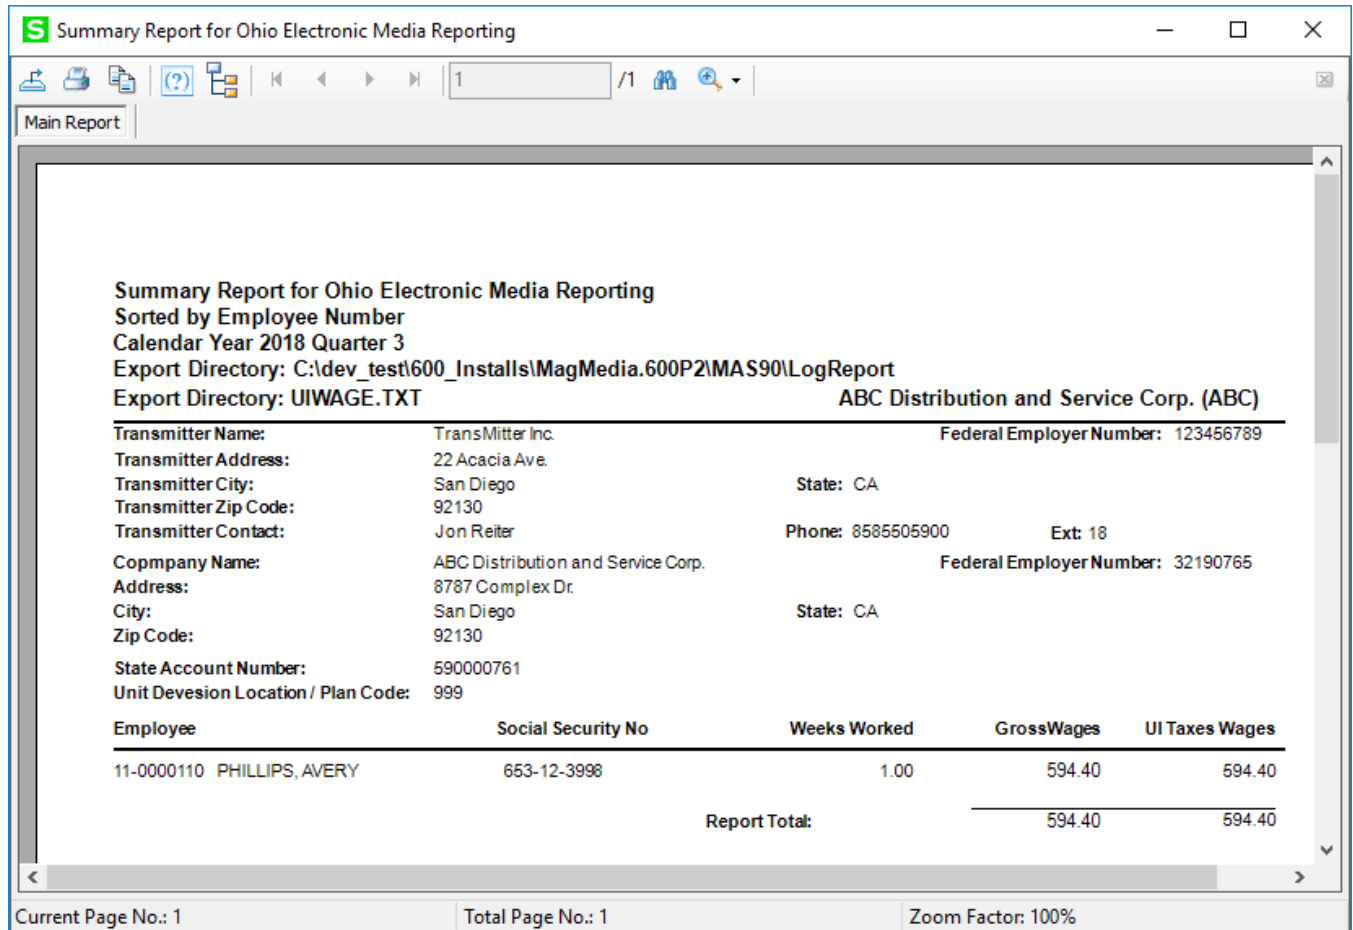 S Summary Report for Ohio Electronic Media Reporting
(?) 1 /1
Main Report
Summary Report for Ohio Electronic Media Reporting
Sorted by Employee Number
Calendar Year 2018 Quarter 3
Export Directory: C:\dev_test\600_Installs\MagMedia.600P2\MAS90\LogReport
Export Directory: UIWAGE.TXT ABC Distribution and Service Corp. (ABC)
Transmitter Name: TransMitter Inc. Federal Employer Number: 123456789
Transmitter Address: 22 Acacia Ave.
Transmitter City: San Diego State: CA
Transmitter Zip Code: 92130
Transmitter Contact: Jon Reiter Phone: 8585505900 Ext: 18
Copmpany Name: ABC Distribution and Service Corp. Federal Employer Number: 32190765
Address: 8787 Complex Dr.
City: San Diego State: CA
Zip Code: 92130
State Account Number: 590000761
Unit Devesion Location / Plan Code: 999
Employee Social Security No Weeks Worked GrossWages UI Taxes Wages
11-0000110 PHILLIPS, AVERY 653-12-3998 1.00 594.40 594.40
Report Total: 594.40 594.40
Current Page No.: 1 Total Page No.: 1 Zoom Factor: 100%